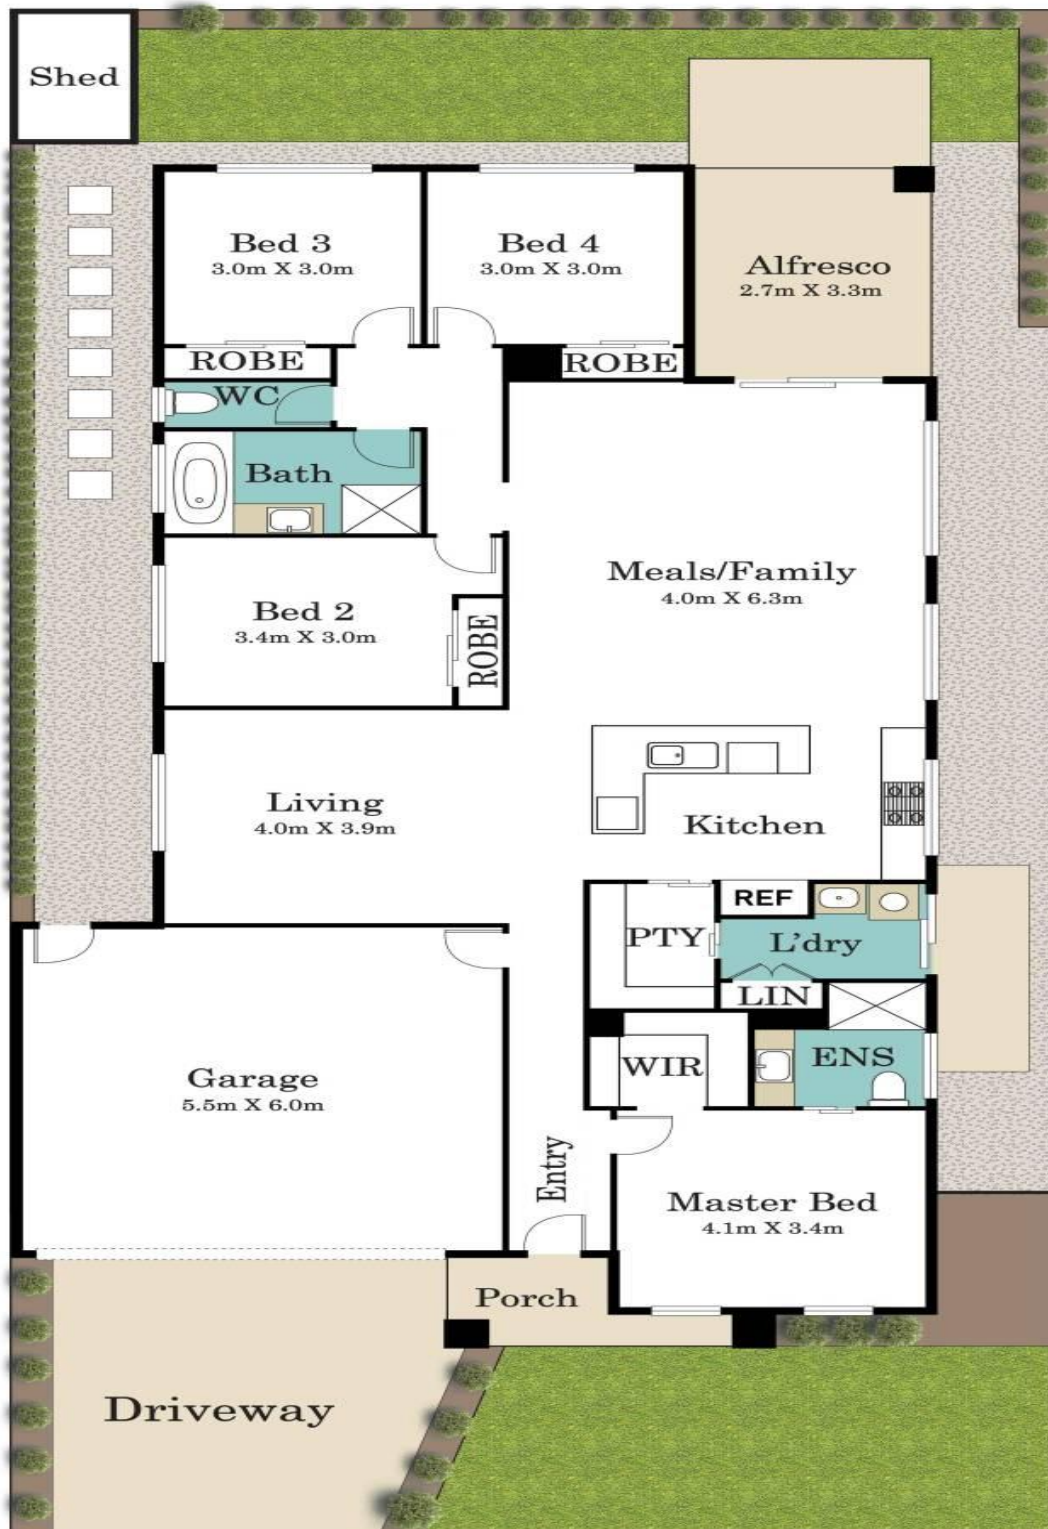 Shed
Bed 3
3.0m X 3.0m
Bed 4
3.0m X 3.0m
Alfresco
2.7m X 3.3m
ROBE
ROBE
WC
Bath
Meals/Family
4.0m X 6.3m
Bed 2
3.4m X 3.0m
ROBE
Living
4.0m X 3.9m
Kitchen
REF
PTY
L'dry
LIN
WIR
ENS
Garage
5.5m X 6.0m
Entry
Master Bed
4.1m X 3.4m
Porch
Driveway